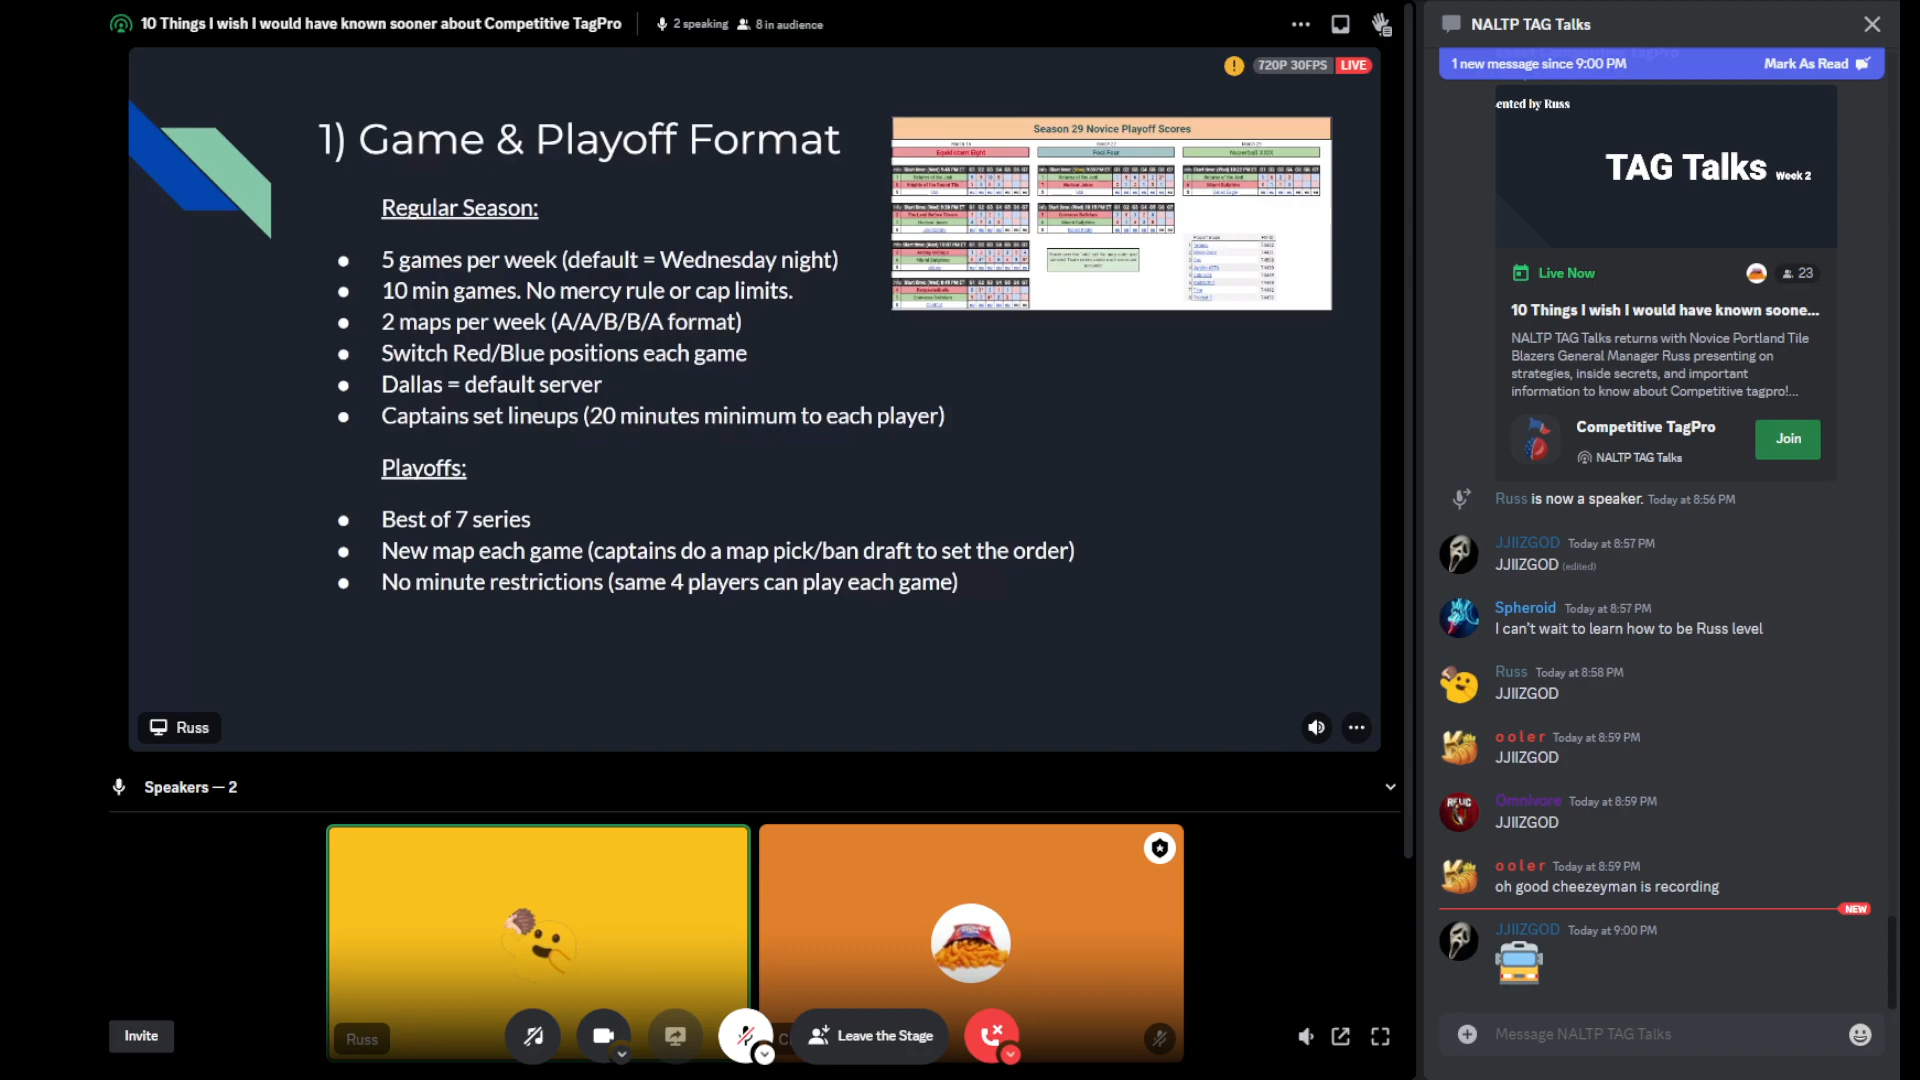 10 Things I wish I would have known sooner about Competitive TagPro
2 speaking
8 in audience
720P 30FPS
LIVE
1) Game & Playoff Format
Regular Season:
5 games per week (default = Wednesday night)
10 min games. No mercy rule or cap limits.
2 maps per week (A/A/B/B/A format)
Switch Red/Blue positions each game
Dallas = default server
Captains set lineups (20 minutes minimum to each player)
Playoffs:
Best of 7 series
New map each game (captains do a map pick/ban draft to set the order)
No minute restrictions (same 4 players can play each game)
Season 29 Novice Playoff Scores
Russ
Speakers — 2
Russ
Invite
Leave the Stage
NALTP TAG Talks
1 new message since 9:00 PM
Mark As Read
ented by Russ
TAG Talks Week 2
Live Now
23
10 Things I wish I would have known soone...
NALTP TAG Talks returns with Novice Portland Tile
Blazers General Manager Russ presenting on
strategies, inside secrets, and important
information to know about Competitive tagpro!...
Competitive TagPro
NALTP TAG Talks
Join
Russ is now a speaker. Today at 8:56 PM
JJIIZGOD Today at 8:57 PM
JJIIZGOD (edited)
Spheroid Today at 8:57 PM
I can't wait to learn how to be Russ level
Russ Today at 8:58 PM
JJIIZGOD
o o l e r Today at 8:59 PM
JJIIZGOD
Omnivore Today at 8:59 PM
JJIIZGOD
o o l e r Today at 8:59 PM
oh good cheezeyman is recording
NEW
JJIIZGOD Today at 9:00 PM
Message NALTP TAG Talks